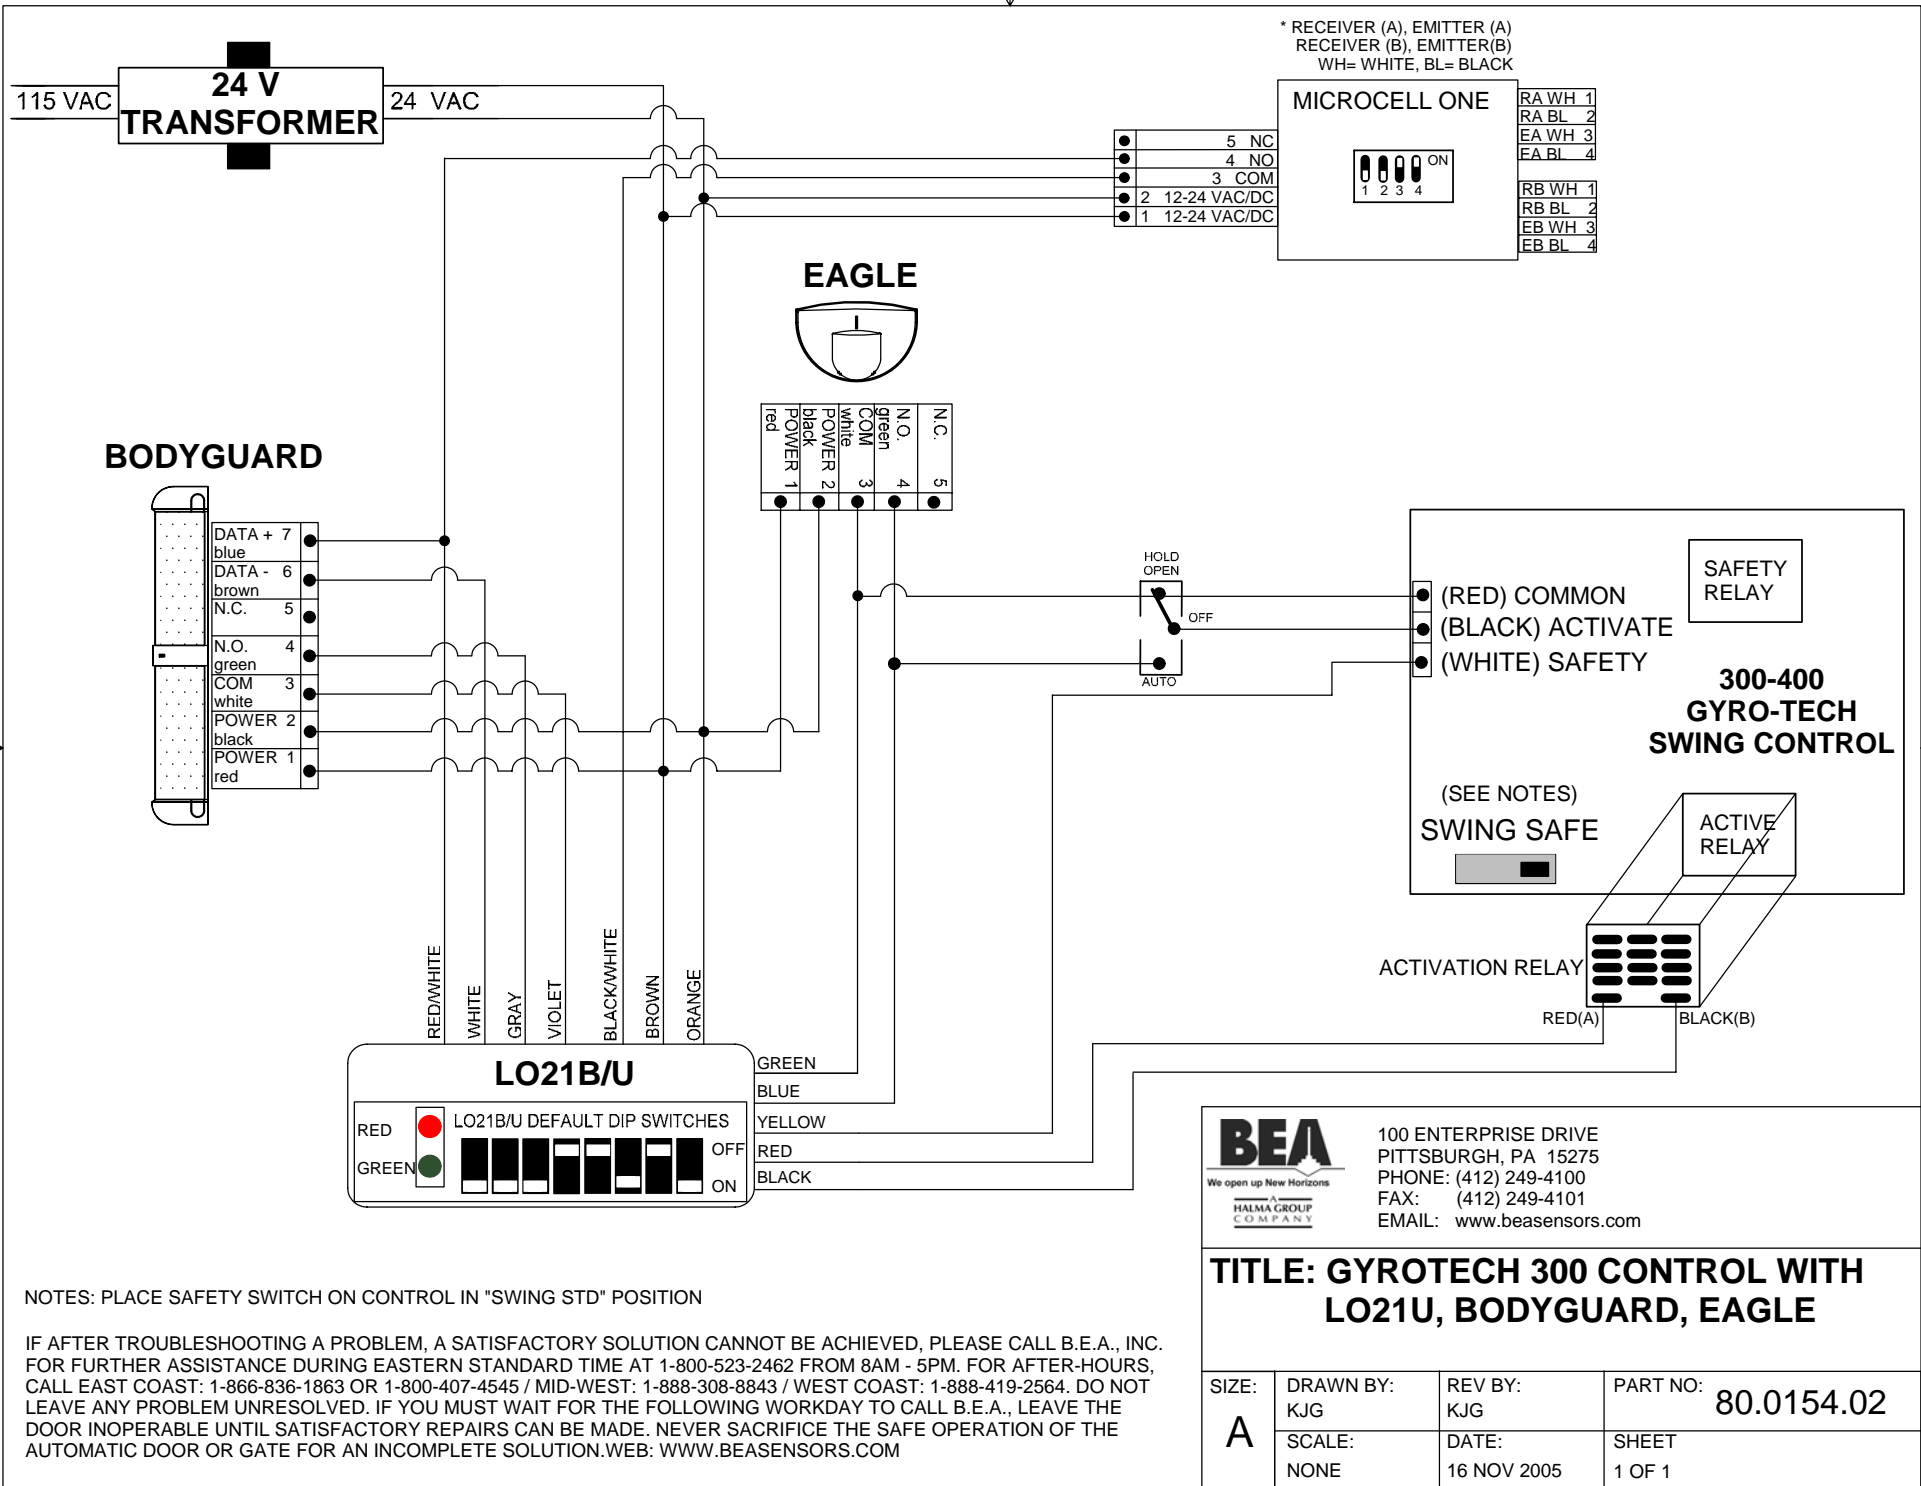 * RECEIVER (A), EMITTER (A)
RECEIVER (B), EMITTER(B)
WH= WHITE, BL= BLACK
115 VAC
24 V
TRANSFORMER
24 VAC
MICROCELL ONE
5 NC
4 NO
3 COM
2 12-24 VAC/DC
1 12-24 VAC/DC
ON
1 2 3 4
RA WH 1
RA BL 2
EA WH 3
EA BL 4
RB WH 1
RB BL 2
EB WH 3
EB BL 4
EAGLE
POWER 1
red
POWER 2
black
COM 3
white
N.O. 4
green
N.C. 5
BODYGUARD
DATA + 7
blue
DATA - 6
brown
N.C. 5
N.O. 4
green
COM 3
white
POWER 2
black
POWER 1
red
HOLD
OPEN
OFF
AUTO
(RED) COMMON
(BLACK) ACTIVATE
(WHITE) SAFETY
SAFETY
RELAY
300-400
GYRO-TECH
SWING CONTROL
(SEE NOTES)
SWING SAFE
ACTIVE
RELAY
ACTIVATION RELAY
RED(A)
BLACK(B)
RED/WHITE
WHITE
GRAY
VIOLET
BLACK/WHITE
BROWN
ORANGE
LO21B/U
RED
GREEN
LO21B/U DEFAULT DIP SWITCHES
OFF
ON
GREEN
BLUE
YELLOW
RED
BLACK
BEA
We open up New Horizons
A
HALMA GROUP
COMPANY
100 ENTERPRISE DRIVE
PITTSBURGH, PA 15275
PHONE: (412) 249-4100
FAX: (412) 249-4101
EMAIL: www.beasensors.com
TITLE: GYROTECH 300 CONTROL WITH
LO21U, BODYGUARD, EAGLE
SIZE:
A
DRAWN BY:
KJG
REV BY:
KJG
PART NO: 80.0154.02
SCALE:
NONE
DATE:
16 NOV 2005
SHEET
1 OF 1
NOTES: PLACE SAFETY SWITCH ON CONTROL IN "SWING STD" POSITION
IF AFTER TROUBLESHOOTING A PROBLEM, A SATISFACTORY SOLUTION CANNOT BE ACHIEVED, PLEASE CALL B.E.A., INC.
FOR FURTHER ASSISTANCE DURING EASTERN STANDARD TIME AT 1-800-523-2462 FROM 8AM - 5PM. FOR AFTER-HOURS,
CALL EAST COAST: 1-866-836-1863 OR 1-800-407-4545 / MID-WEST: 1-888-308-8843 / WEST COAST: 1-888-419-2564. DO NOT
LEAVE ANY PROBLEM UNRESOLVED. IF YOU MUST WAIT FOR THE FOLLOWING WORKDAY TO CALL B.E.A., LEAVE THE
DOOR INOPERABLE UNTIL SATISFACTORY REPAIRS CAN BE MADE. NEVER SACRIFICE THE SAFE OPERATION OF THE
AUTOMATIC DOOR OR GATE FOR AN INCOMPLETE SOLUTION.WEB: WWW.BEASENSORS.COM